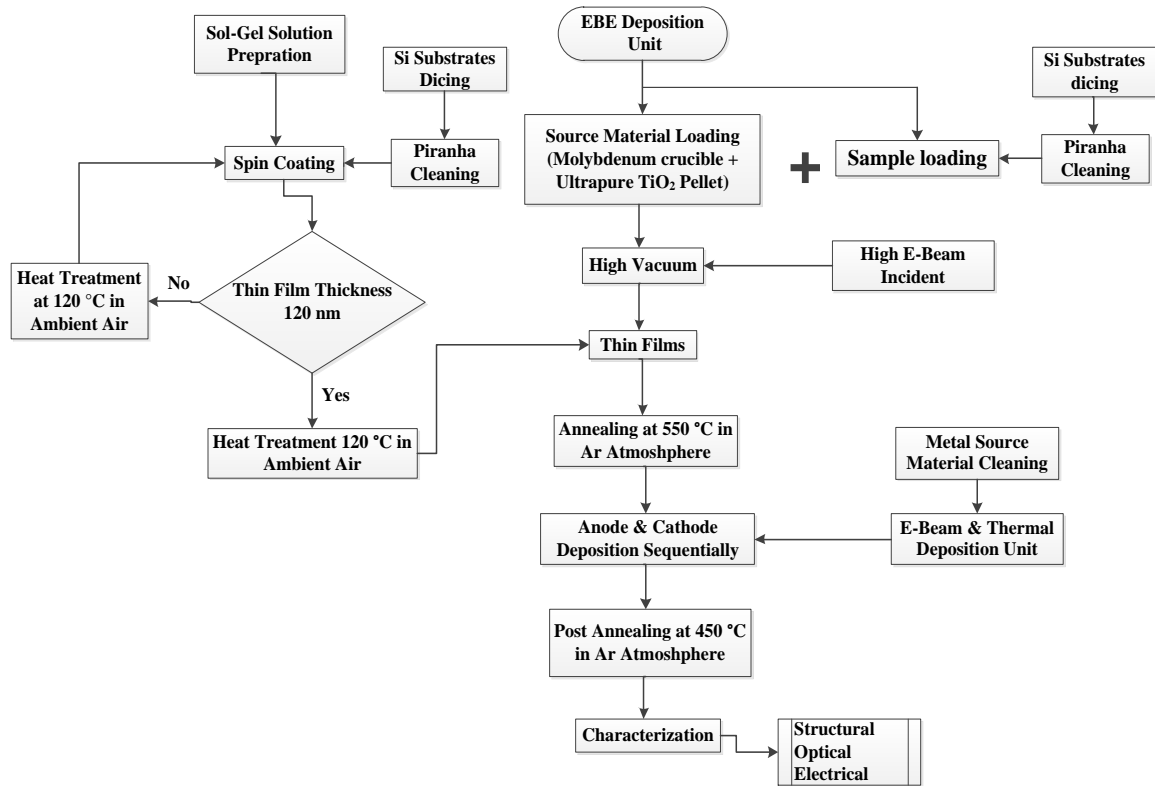 Sol-Gel Solution
Prepration
Si Substrates
Dicing
Piranha
Cleaning
Spin Coating
Thin Film Thickness
120 nm
No
Heat Treatment
at 120 °C in
Ambient Air
Yes
Heat Treatment 120 °C in
Ambient Air
EBE Deposition
Unit
Source Material Loading
(Molybdenum crucible +
Ultrapure TiO₂ Pellet)
+
Sample loading
Si Substrates
dicing
Piranha
Cleaning
High Vacuum
High E-Beam
Incident
Thin Films
Annealing at 550 °C in
Ar Atmoshphere
Metal Source
Material Cleaning
Anode & Cathode
Deposition Sequentially
E-Beam & Thermal
Deposition Unit
Post Annealing at 450 °C
in Ar Atmoshphere
Characterization
Structural
Optical
Electrical